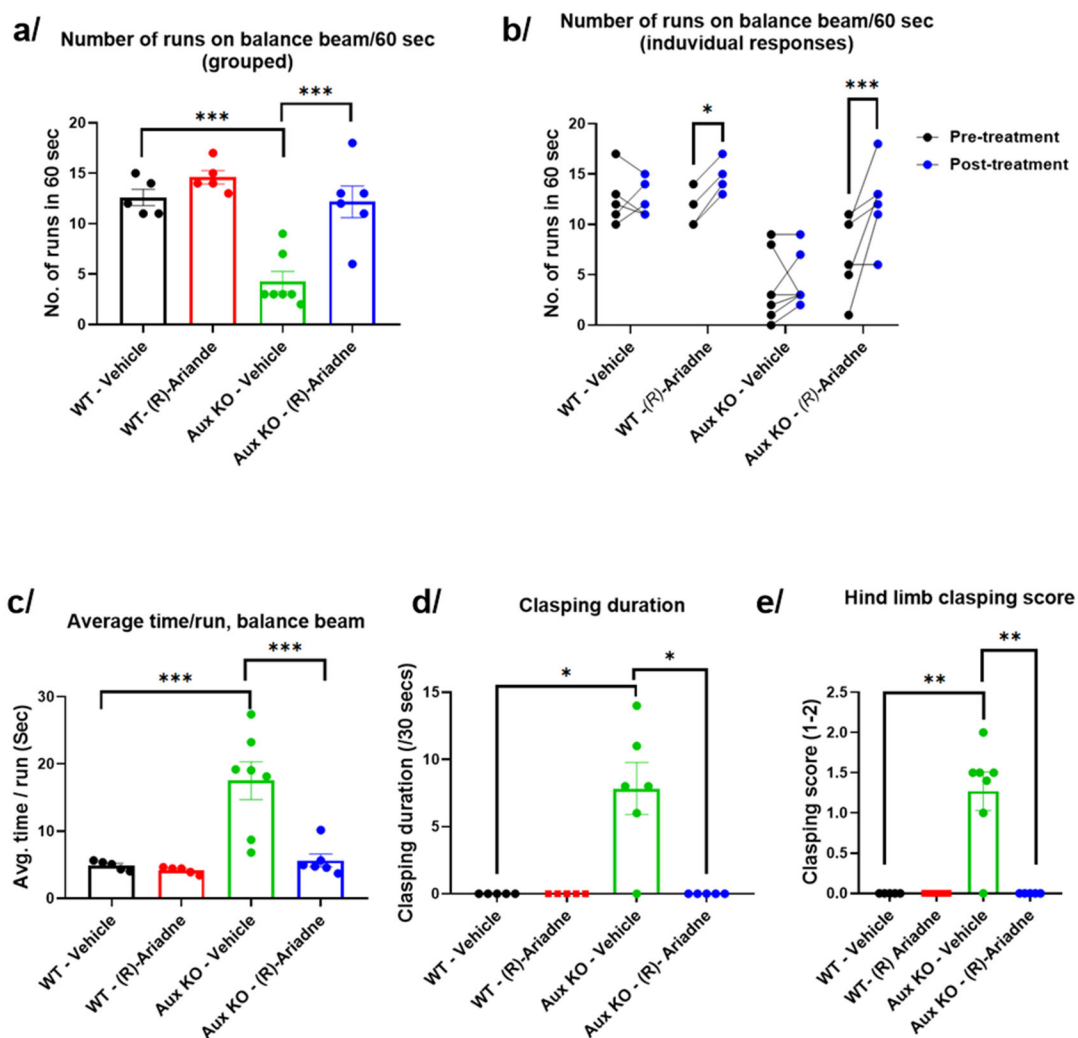 a/
Number of runs on balance beam/60 sec
(grouped)
***
***
No. of runs in 60 sec
20
15
10
5
0
WT - Vehicle
WT- (R)-Ariande
Aux KO - Vehicle
Aux KO - (R)-Ariadne
b/
Number of runs on balance beam/60 sec
(induvidual responses)
*
***
No. of runs in 60 sec
20
15
10
5
0
WT - Vehicle
WT -(R)-Ariadne
Aux KO - Vehicle
Aux KO - (R)-Ariadne
Pre-treatment
Post-treatment
c/
Average time/run, balance beam
***
***
Avg. time / run (Sec)
30
20
10
0
WT - Vehicle
WT - (R)-Ariadne
Aux KO - Vehicle
Aux KO - (R)-Ariadne
d/
Clasping duration
*
*
Clasping duration (/30 secs)
15
10
5
0
WT - Vehicle
WT - (R)-Ariadne
Aux KO - Vehicle
Aux KO - (R)- Ariadne
e/
Hind limb clasping score
**
**
Clasping score (1-2)
2.5
2.0
1.5
1.0
0.5
0.0
WT - Vehicle
WT- (R) Ariadne
Aux KO - Vehicle
Aux KO - (R)-Ariadne